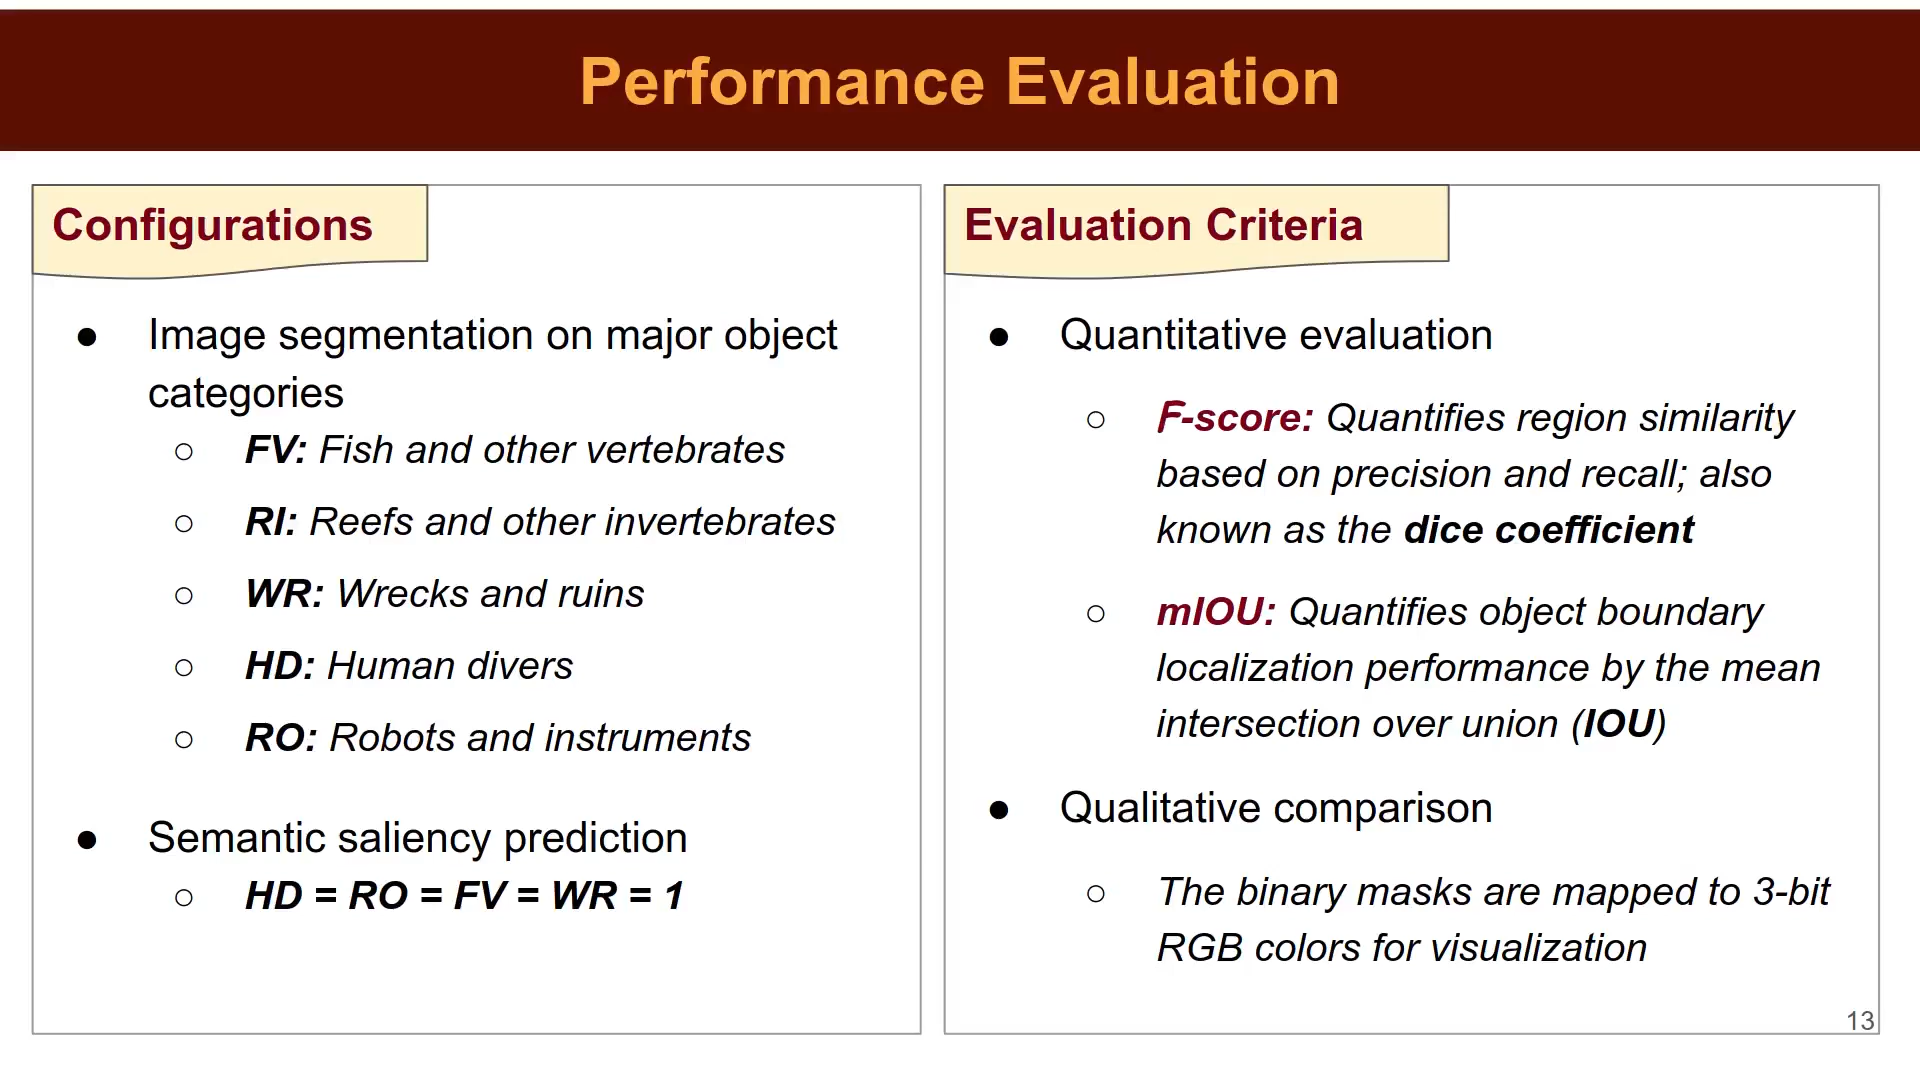 Performance Evaluation
Configurations
● Image segmentation on major object
categories
○ FV: Fish and other vertebrates
○ RI: Reefs and other invertebrates
○ WR: Wrecks and ruins
○ HD: Human divers
○ RO: Robots and instruments
● Semantic saliency prediction
○ HD = RO = FV = WR = 1
Evaluation Criteria
● Quantitative evaluation
○ F-score: Quantifies region similarity
based on precision and recall; also
known as the dice coefficient
○ mIOU: Quantifies object boundary
localization performance by the mean
intersection over union (IOU)
● Qualitative comparison
○ The binary masks are mapped to 3-bit
RGB colors for visualization
13